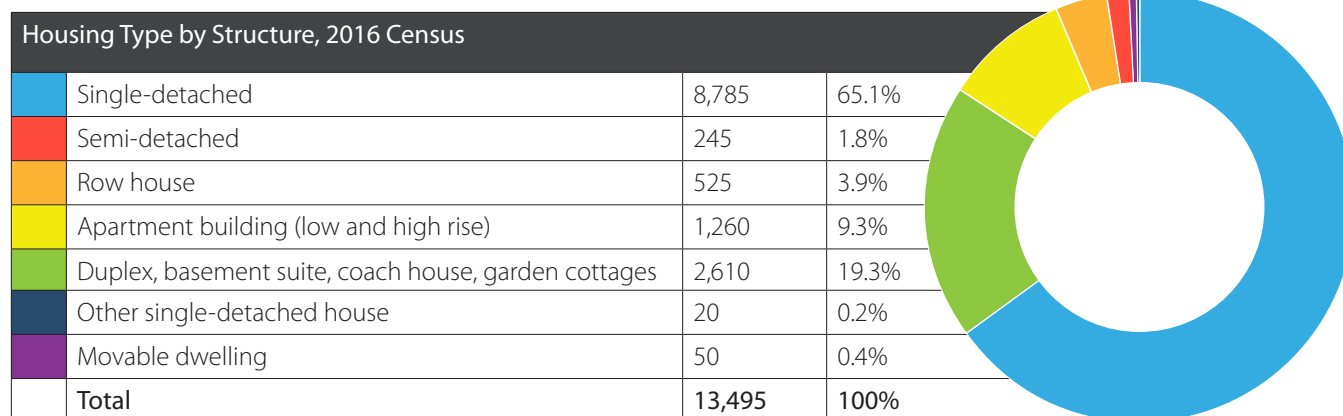 Housing Type by Structure, 2016 Census
Single-detached 8,785 65.1%
Semi-detached 245 1.8%
Row house 525 3.9%
Apartment building (low and high rise) 1,260 9.3%
Duplex, basement suite, coach house, garden cottages 2,610 19.3%
Other single-detached house 20 0.2%
Movable dwelling 50 0.4%
Total 13,495 100%